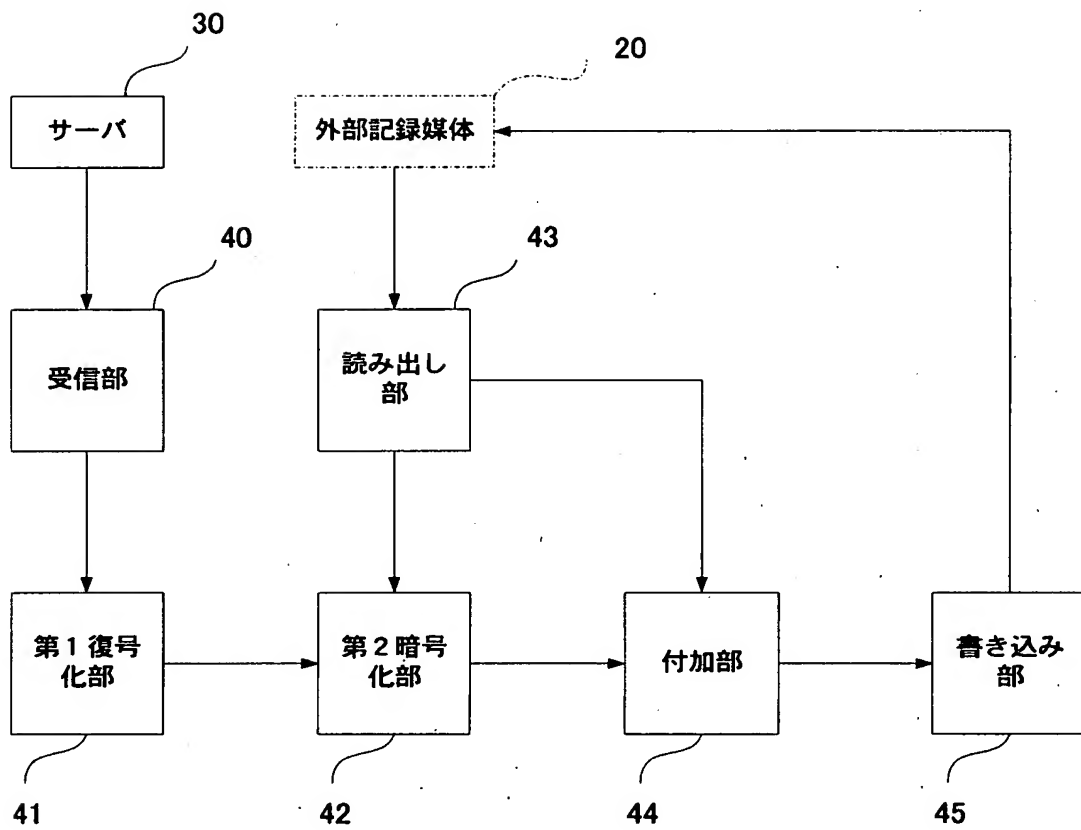 30
20
サーバ
外部記録媒体
40
43
受信部
読み出し
部
第1復号
化部
第2暗号
化部
付加部
書き込み
部
41
42
44
45